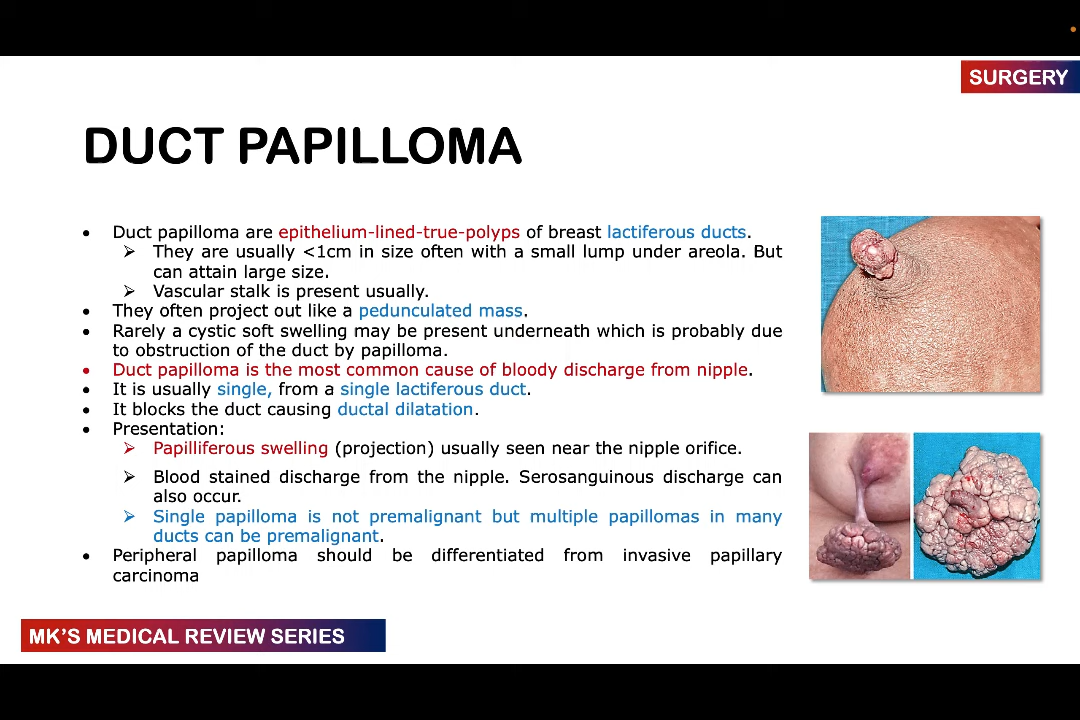 SURGERY
DUCT PAPILLOMA
• Duct papilloma are epithelium-lined-true-polyps of breast lactiferous ducts.
➢ They are usually <1cm in size often with a small lump under areola. But
can attain large size.
➢ Vascular stalk is present usually.
• They often project out like a pedunculated mass.
• Rarely a cystic soft swelling may be present underneath which is probably due
to obstruction of the duct by papilloma.
• Duct papilloma is the most common cause of bloody discharge from nipple.
• It is usually single, from a single lactiferous duct.
• It blocks the duct causing ductal dilatation.
• Presentation:
➢ Papilliferous swelling (projection) usually seen near the nipple orifice.
➢ Blood stained discharge from the nipple. Serosanguinous discharge can
also occur.
➢ Single papilloma is not premalignant but multiple papillomas in many
ducts can be premalignant.
• Peripheral papilloma should be differentiated from invasive papillary
carcinoma
MK'S MEDICAL REVIEW SERIES